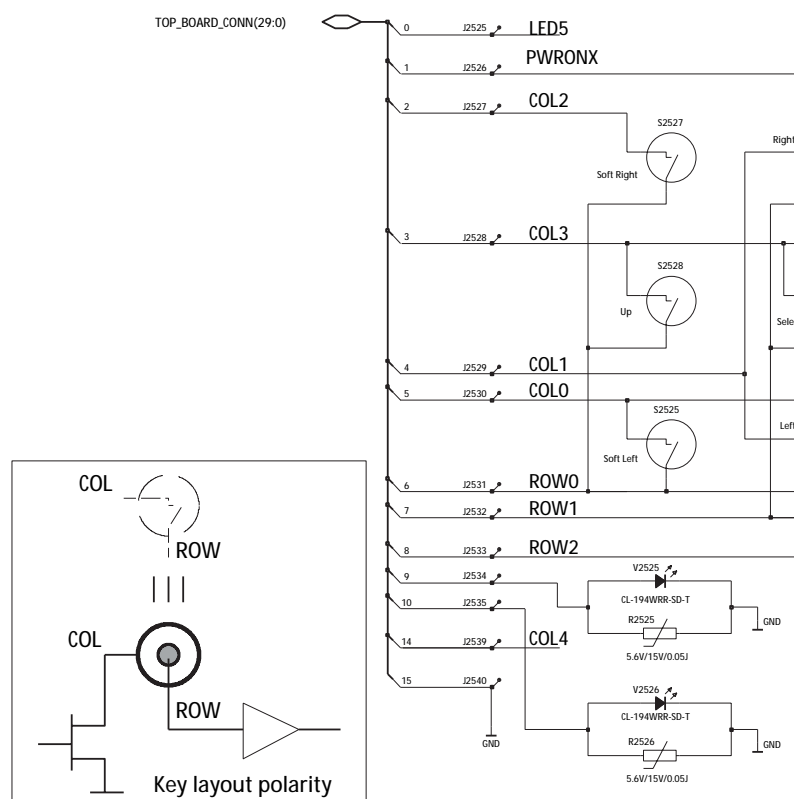 TOP_BOARD_CONN(29:0)
0 J2525 LED5
1 J2526 PWRONX
2 J2527 COL2
S2527
Right
Soft Right
3 J2528 COL3
S2528
Up
Sele
4 J2529 COL1
5 J2530 COL0
S2525
Left
Soft Left
6 J2531 ROW0
7 J2532 ROW1
8 J2533 ROW2
9 J2534
V2525
CL-194WRR-SD-T
10 J2535
R2525
GND
5.6V/15V/0.05J
14 J2539 COL4
15 J2540
GND
V2526
CL-194WRR-SD-T
R2526
GND
5.6V/15V/0.05J
COL
ROW
COL
ROW
Key layout polarity